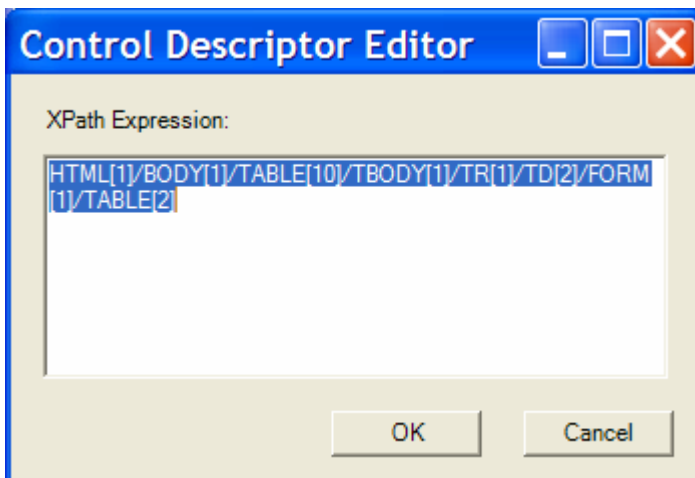 Control Descriptor Editor
XPath Expression:
HTML[1]/BODY[1]/TABLE[10]/TBODY[1]/TR[1]/TD[2]/FORM
[1]/TABLE[2]
OK Cancel